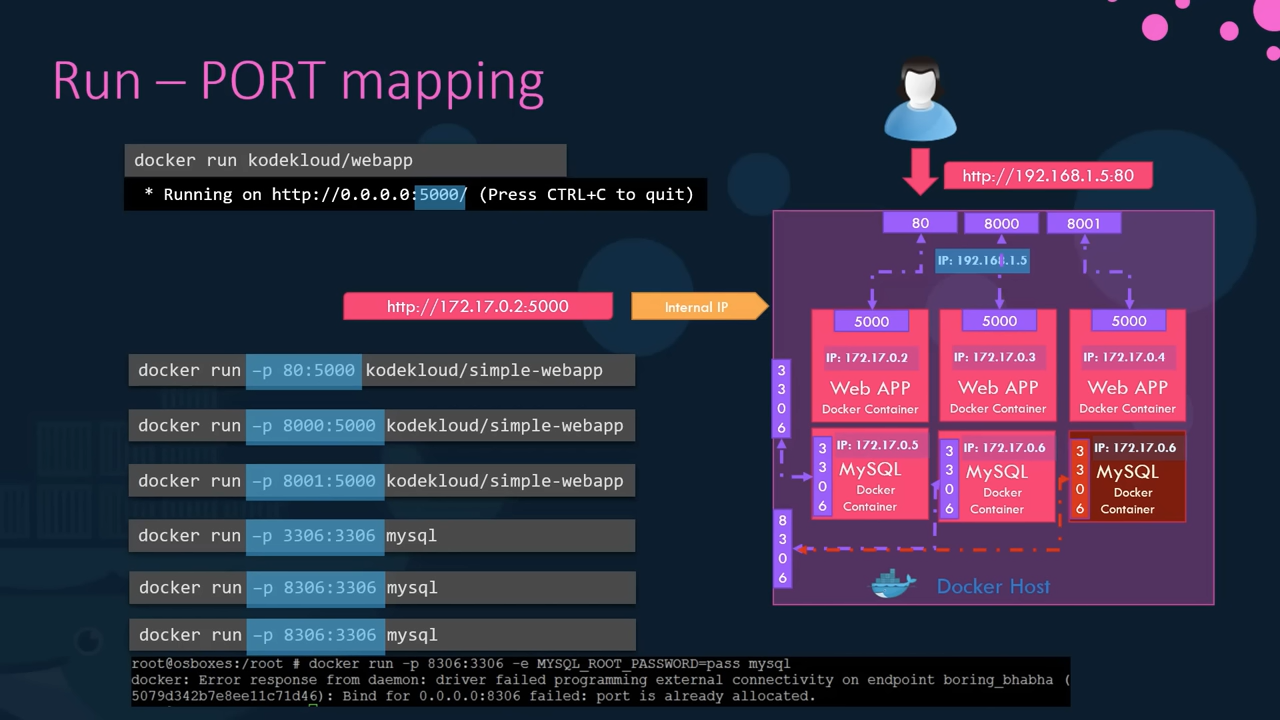 Run – PORT mapping
docker run kodekloud/webapp
* Running on http://0.0.0.0:5000/ (Press CTRL+C to quit)
http://172.17.0.2:5000
Internal IP
docker run -p 80:5000 kodekloud/simple-webapp
docker run -p 8000:5000 kodekloud/simple-webapp
docker run -p 8001:5000 kodekloud/simple-webapp
docker run -p 3306:3306 mysql
docker run -p 8306:3306 mysql
docker run -p 8306:3306 mysql
root@osboxes:/root # docker run -p 8306:3306 -e MYSQL_ROOT_PASSWORD=pass mysql
docker: Error response from daemon: driver failed programming external connectivity on endpoint boring_bhabha (
5079d342b7e8ee11c71d46): Bind for 0.0.0.0:8306 failed: port is already allocated.
http://192.168.1.5:80
80 8000 8001
IP: 192.168.1.5
5000 5000 5000
IP: 172.17.0.2 IP: 172.17.0.3 IP: 172.17.0.4
Web APP Web APP Web APP
Docker Container Docker Container Docker Container
3306
3306 3306 3306
IP: 172.17.0.5 IP: 172.17.0.6 IP: 172.17.0.6
MySQL MySQL MySQL
Docker Docker Docker
Container Container Container
8306
Docker Host